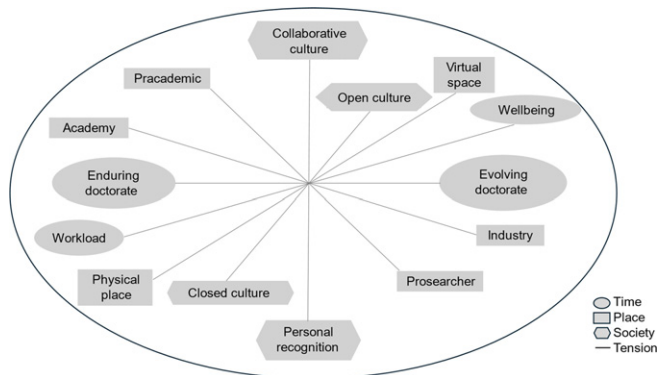 Collaborative
culture
Virtual
space
Pracademic
Open culture
Wellbeing
Academy
Enduring
doctorate
Evolving
doctorate
Workload
Industry
Physical
place
Closed culture
Prosearcher
Personal
recognition
Time
Place
Society
Tension